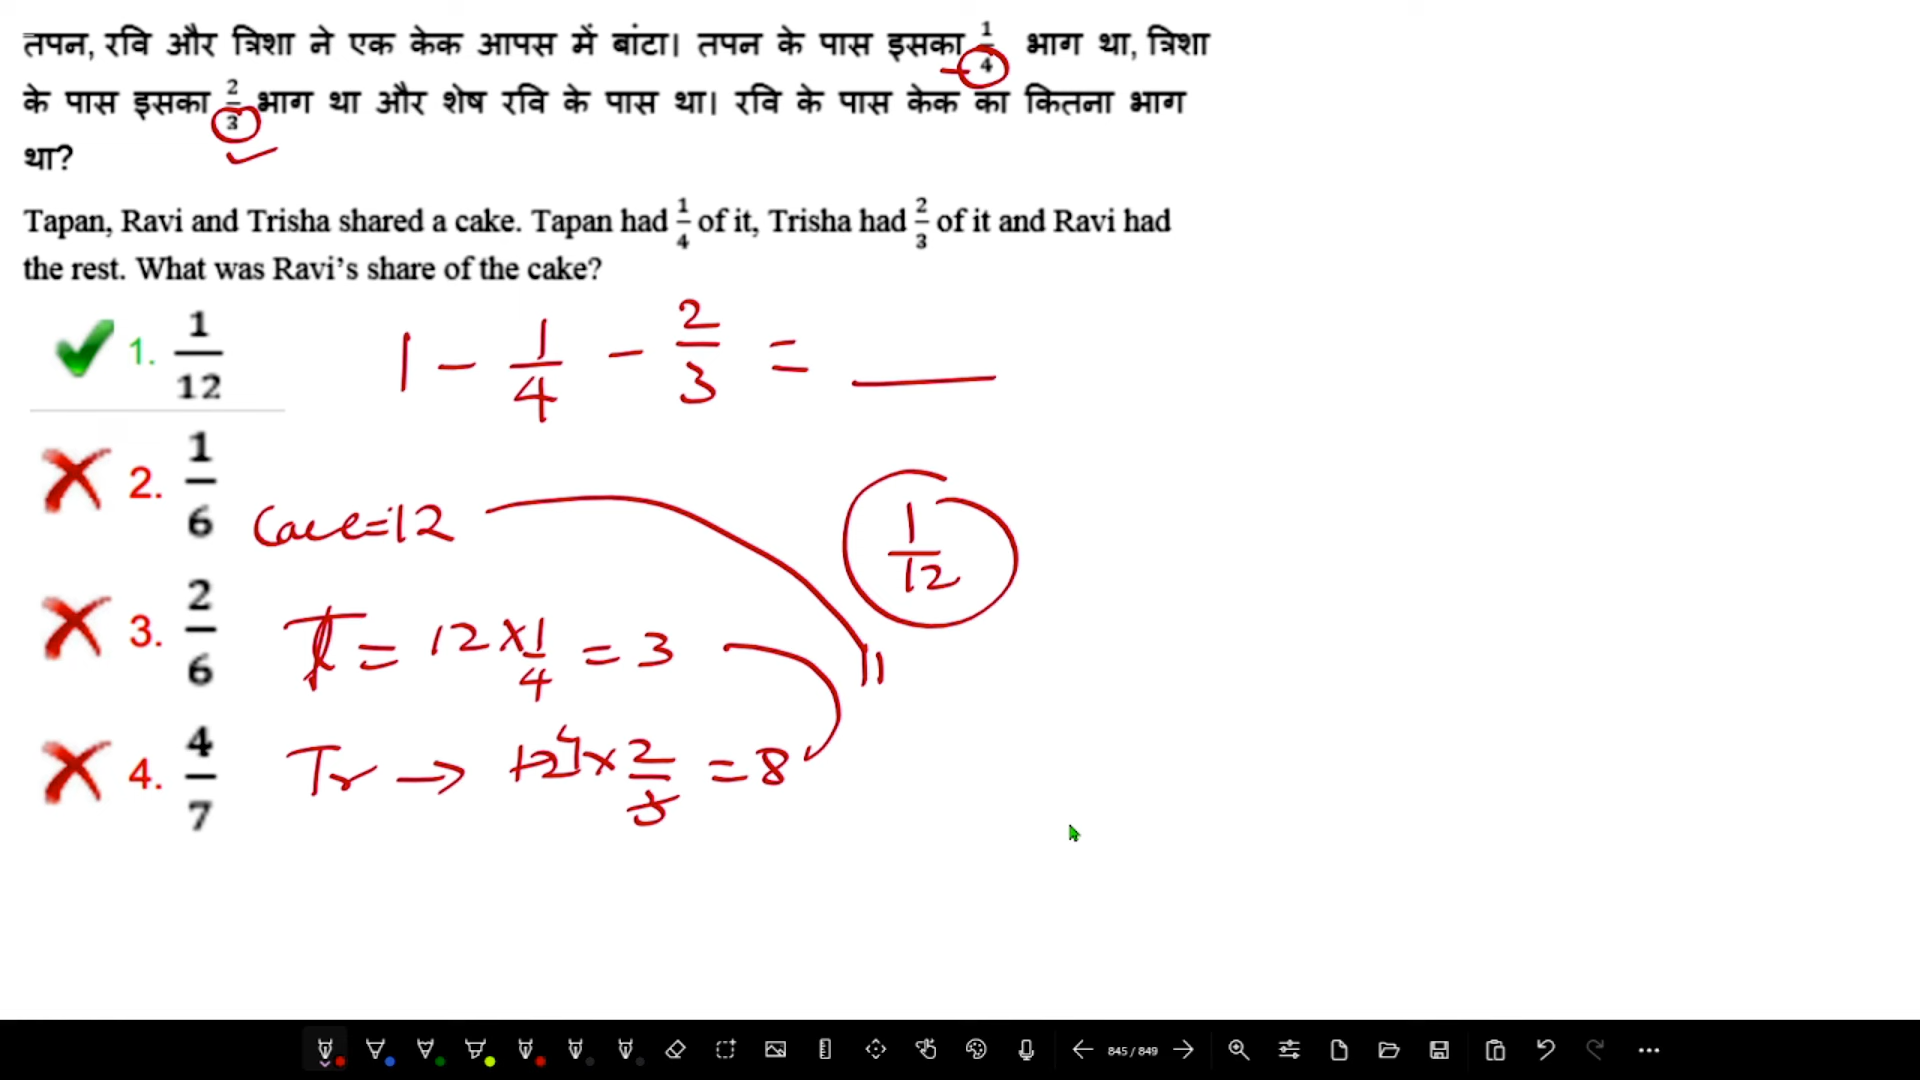 तपन, रवि और त्रिशा ने एक केक आपस में बांटा। तपन के पास इसका 1/4 भाग था, त्रिशा
के पास इसका 2/3 भाग था और शेष रवि के पास था। रवि के पास केक का कितना भाग
था?
Tapan, Ravi and Trisha shared a cake. Tapan had 1/4 of it, Trisha had 2/3 of it and Ravi had
the rest. What was Ravi's share of the cake?
1. 1/12
1 - 1/4 - 2/3 =
2. 1/6
=12
1/12
3. 2/6
= 12 × 1/4 = 3
11
4. 4/7
Tr → 12 4 × 2/3 = 8
845 / 849